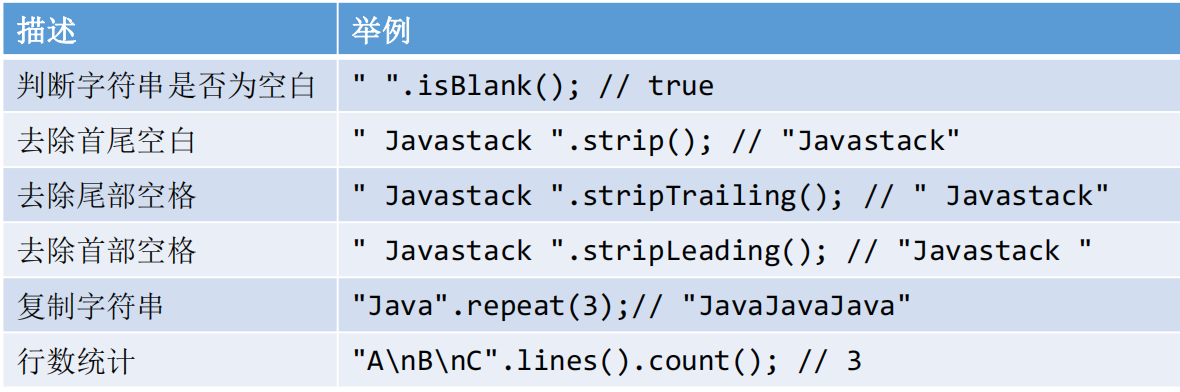 描述 举例
判断字符串是否为空白 " ".isBlank(); // true
去除首尾空白 " Javastack ".strip(); // "Javastack"
去除尾部空格 " Javastack ".stripTrailing(); // " Javastack"
去除首部空格 " Javastack ".stripLeading(); // "Javastack "
复制字符串 "Java".repeat(3);// "JavaJavaJava"
行数统计 "A\nB\nC".lines().count(); // 3